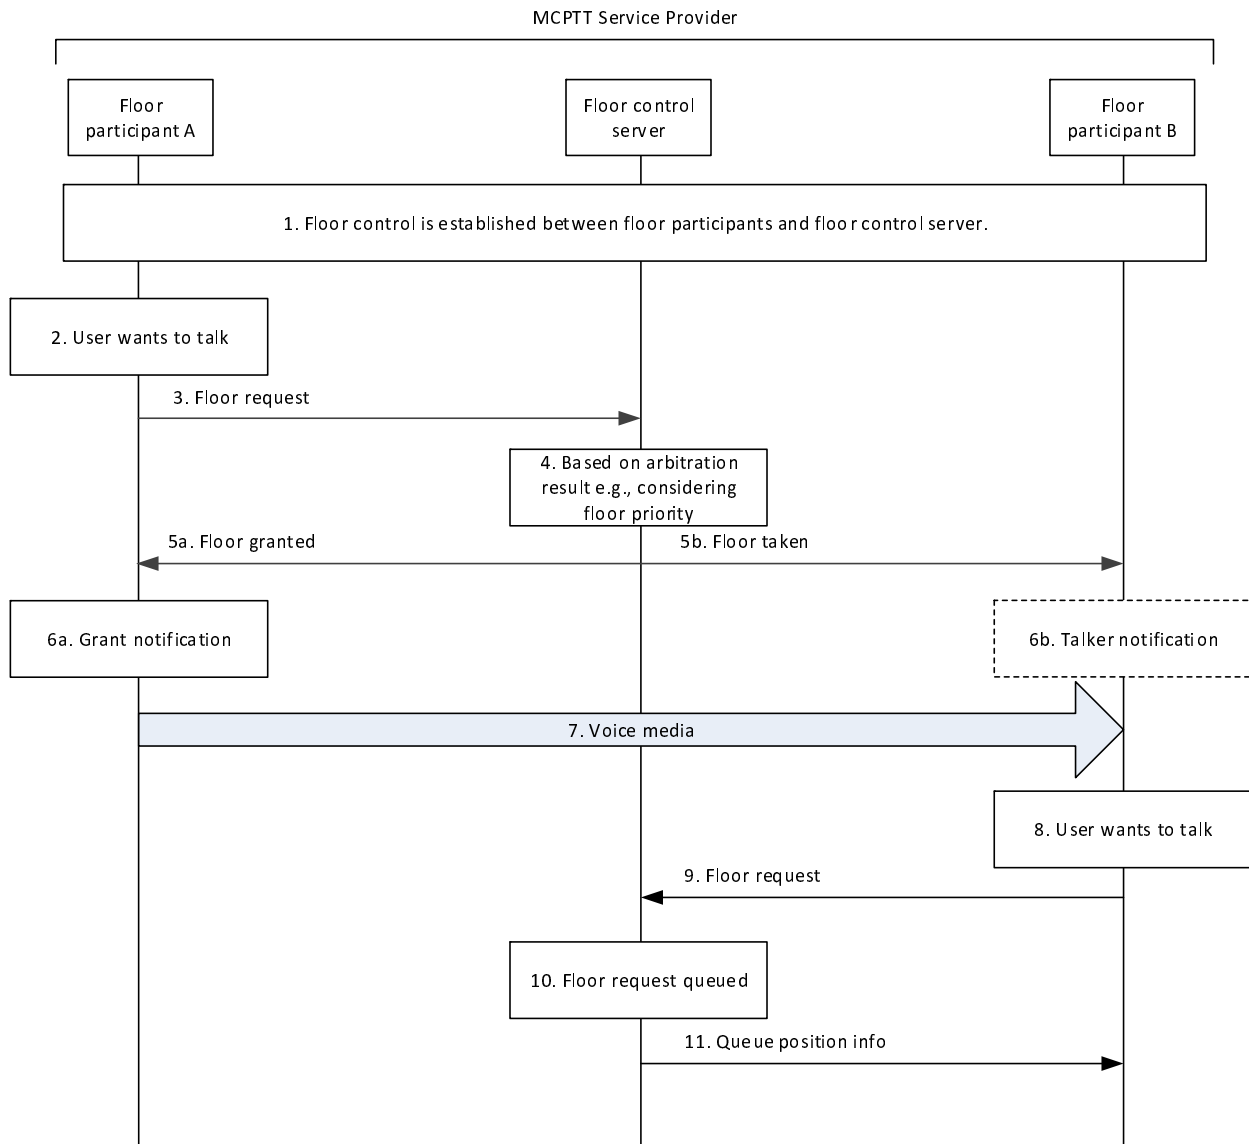 MCPTT Service Provider
Floor
participant A
Floor control
server
Floor
participant B
1. Floor control is established between floor participants and floor control server.
2. User wants to talk
3. Floor request
4. Based on arbitration
result e.g., considering
floor priority
5a. Floor granted
5b. Floor taken
6a. Grant notification
6b. Talker notification
7. Voice media
8. User wants to talk
9. Floor request
10. Floor request queued
11. Queue position info